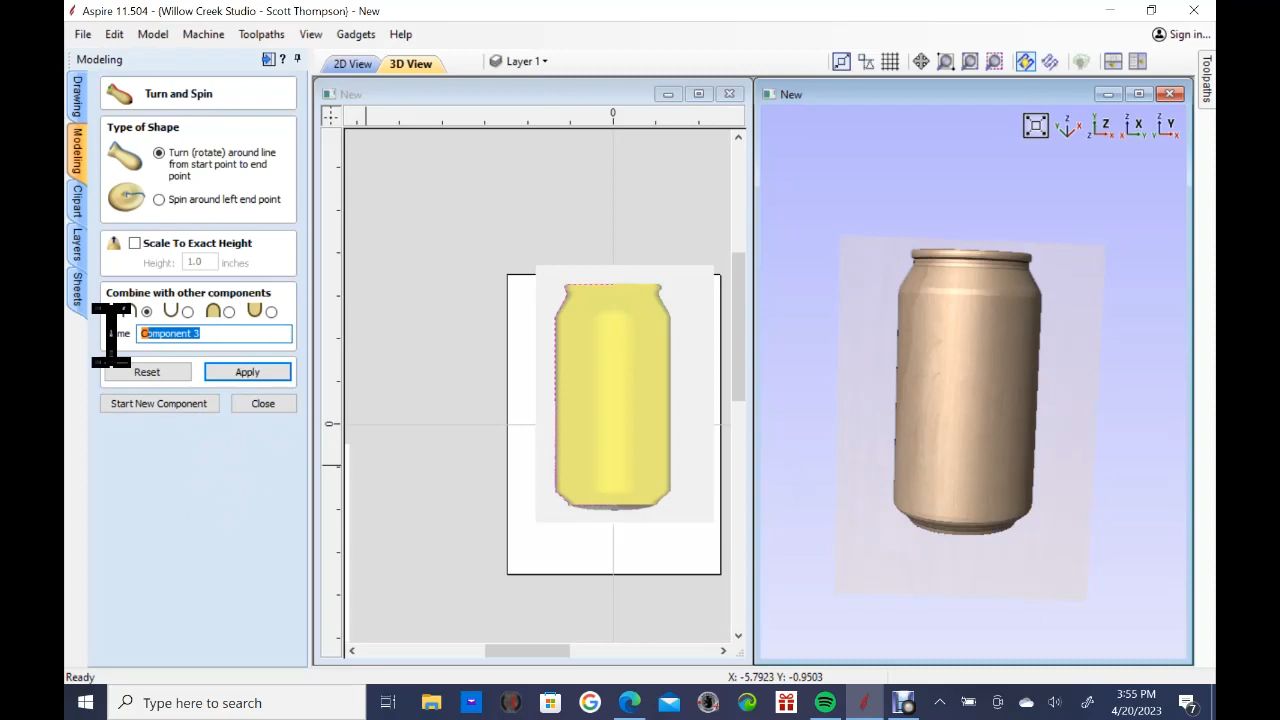 Aspire 11.504 - {Willow Creek Studio - Scott Thompson} - New
File Edit Model Machine Toolpaths View Gadgets Help
Sign in...
Modeling
2D View
3D View
Layer 1
Toolpaths
Drawing
Modeling
Clipart
Layers
Sheets
Turn and Spin
Type of Shape
Turn (rotate) around line
from start point to end
point
Spin around left end point
Scale To Exact Height
Height: 1.0 inches
Combine with other components
Component 3
Reset Apply
Start New Component Close
New
0
0
New
Z X Y
Ready
X: -5.7923 Y: -0.9503
Type here to search
3:55 PM
4/20/2023
7